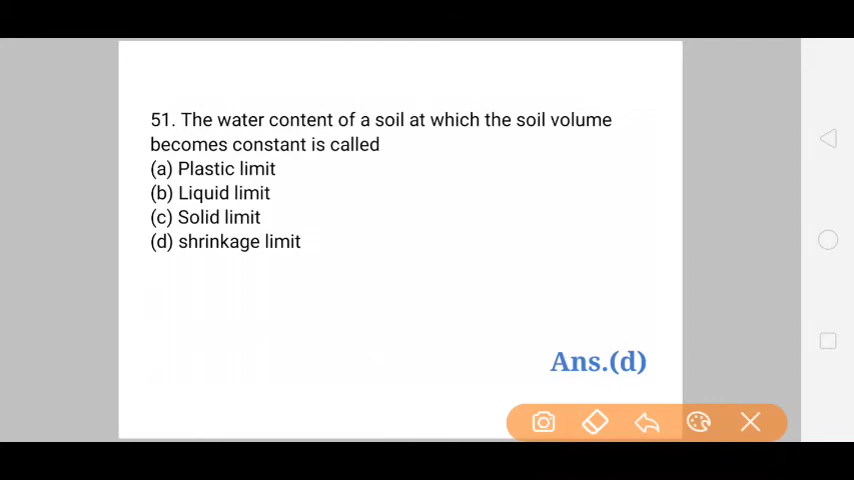 51. The water content of a soil at which the soil volume
becomes constant is called
(a) Plastic limit
(b) Liquid limit
(c) Solid limit
(d) shrinkage limit
Ans.(d)